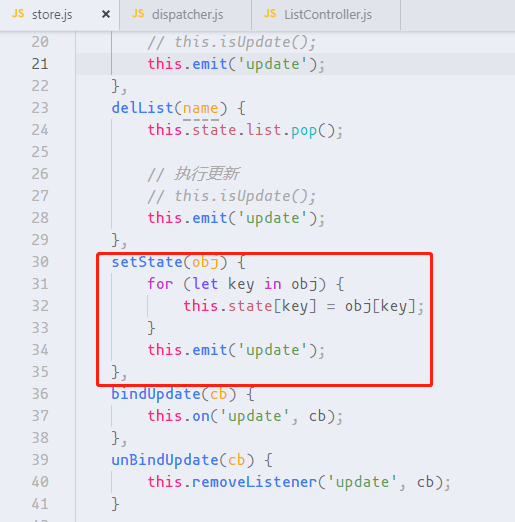 JS store.js × JS dispatcher.js JS ListController.js
20 // this.isUpdate();
21 this.emit('update');
22 },
23 delList(name) {
24 this.state.list.pop();
25
26 // 执行更新
27 // this.isUpdate();
28 this.emit('update');
29 },
30 setState(obj) {
31 for (let key in obj) {
32 this.state[key] = obj[key];
33 }
34 this.emit('update');
35 },
36 bindUpdate(cb) {
37 this.on('update', cb);
38 },
39 unBindUpdate(cb) {
40 this.removeListener('update', cb);
41 }